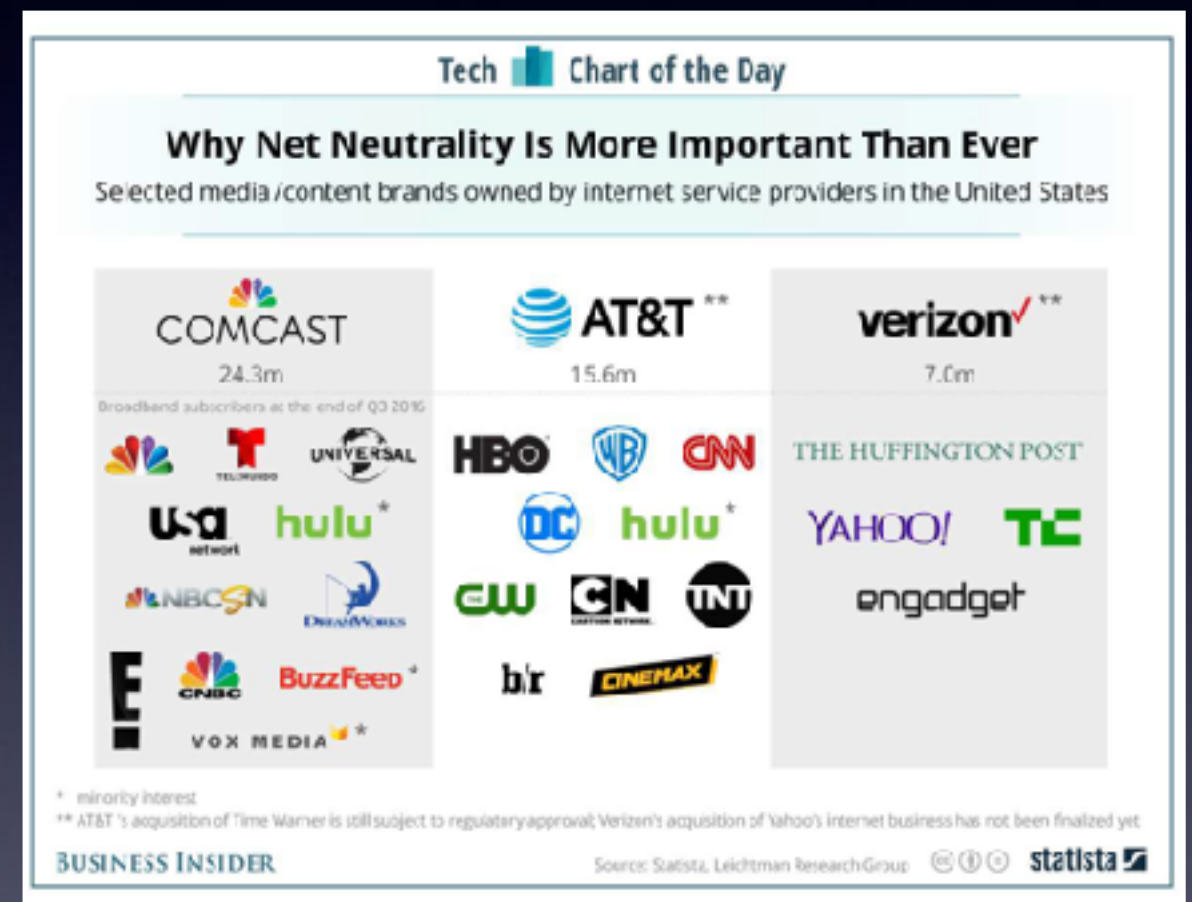 Tech Chart of the Day
Why Net Neutrality Is More Important Than Ever
Selected media/content brands owned by internet service providers in the United States
COMCAST
24.3m
AT&T **
15.6m
verizon **
7.0m
Broadband subscribers at the end of Q3 2016
TELEMUNDO
UNIVERSAL
usa network
hulu *
NBCSN
DREAMWORKS
E!
CNBC
BuzzFeed *
VOX MEDIA *
HBO
WB
CNN
DC
hulu *
THE CW
CN
CARTOON NETWORK
TNT
b/r
CINEMAX
THE HUFFINGTON POST
YAHOO!
TC
engadget
* minority interest
** AT&T's acquisition of Time Warner is still subject to regulatory approval; Verizon's acquisition of Yahoo's internet business has not been finalized yet
BUSINESS INSIDER
Source: Statista, Leichtman Research Group
cc
statista